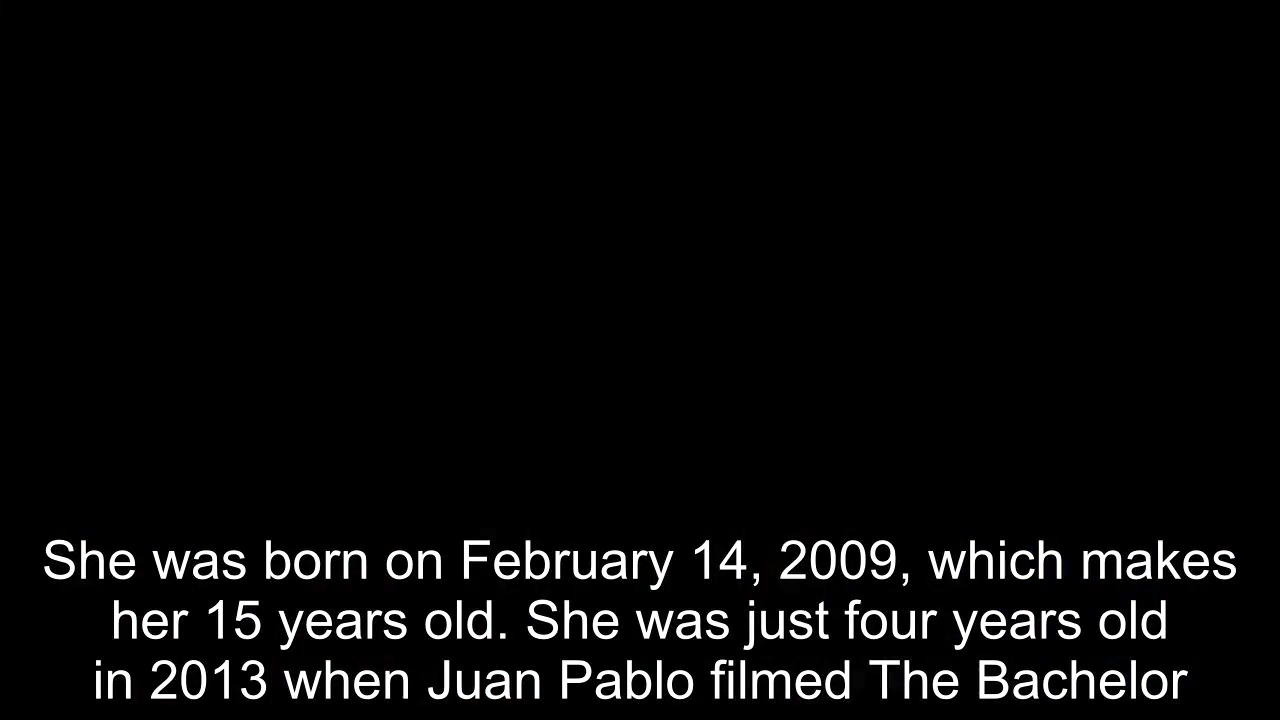 She was born on February 14, 2009, which makes
her 15 years old. She was just four years old
in 2013 when Juan Pablo filmed The Bachelor